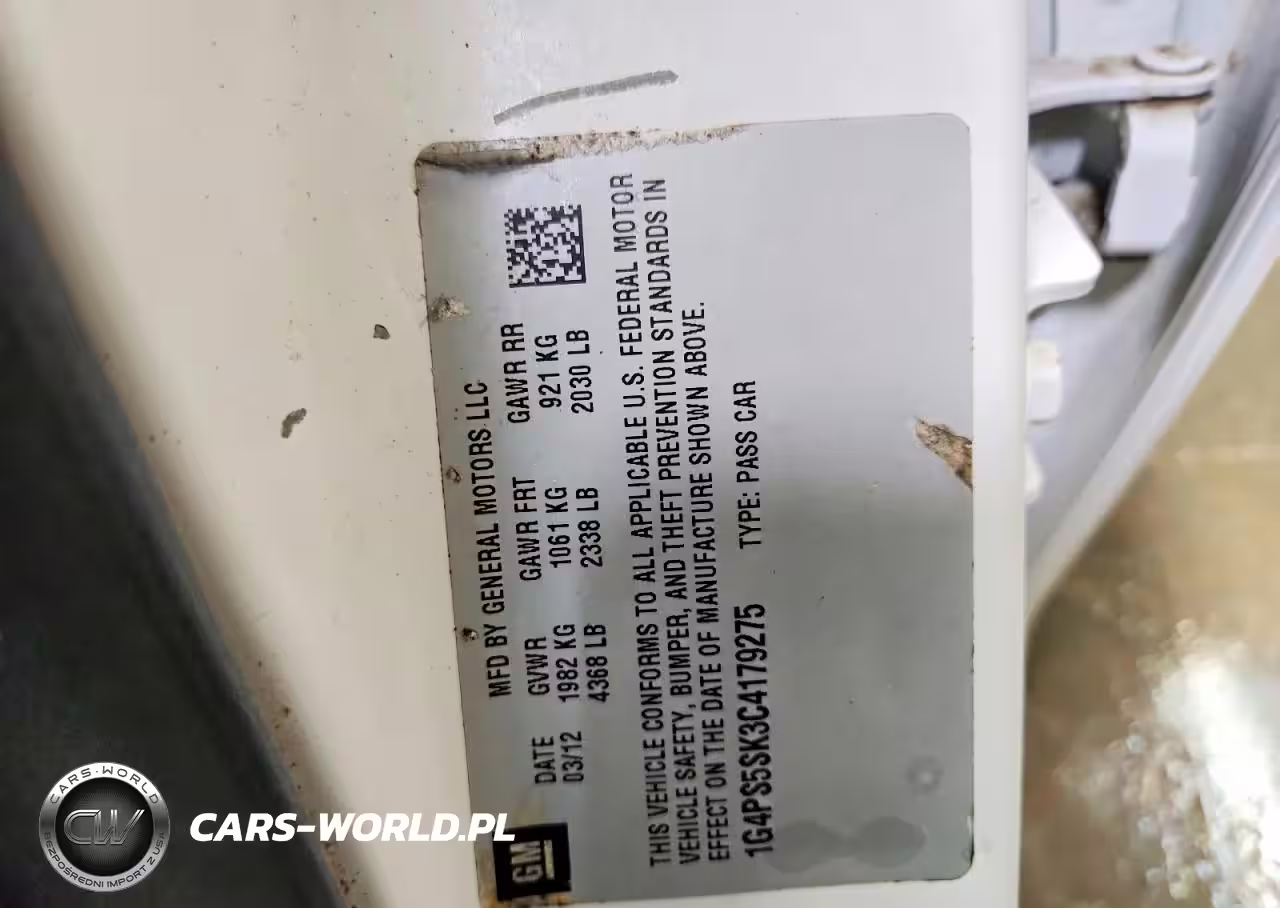 MFD BY GENERAL MOTORS LLC
DATE GVWR GAWR FRT GAWR RR
03/12 1982 KG 1061 KG 921 KG
4368 LB 2338 LB 2030 LB
THIS VEHICLE CONFORMS TO ALL APPLICABLE U.S. FEDERAL MOTOR
VEHICLE SAFETY, BUMPER, AND THEFT PREVENTION STANDARDS IN
EFFECT ON THE DATE OF MANUFACTURE SHOWN ABOVE.
1G4PS5SK3C4179275 TYPE: PASS CAR
GM
CARS-WORLD
CW
BEZPOŚREDNI IMPORT Z USA
CARS-WORLD.PL